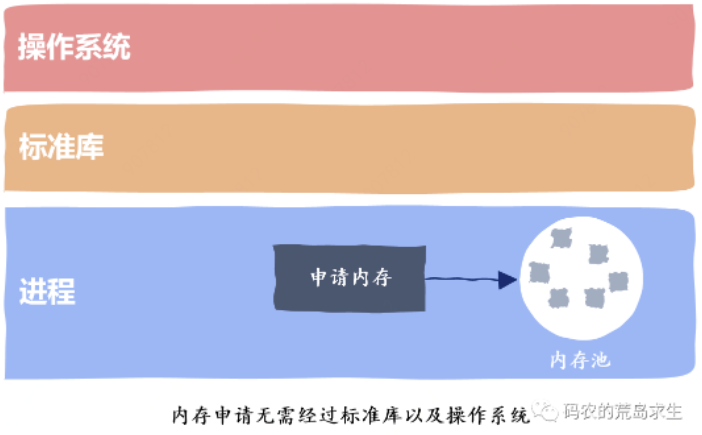 操作系统
标准库
进程
申请内存
内存池
内存申请无需经过标准库以及操作系统
码农的荒岛求生